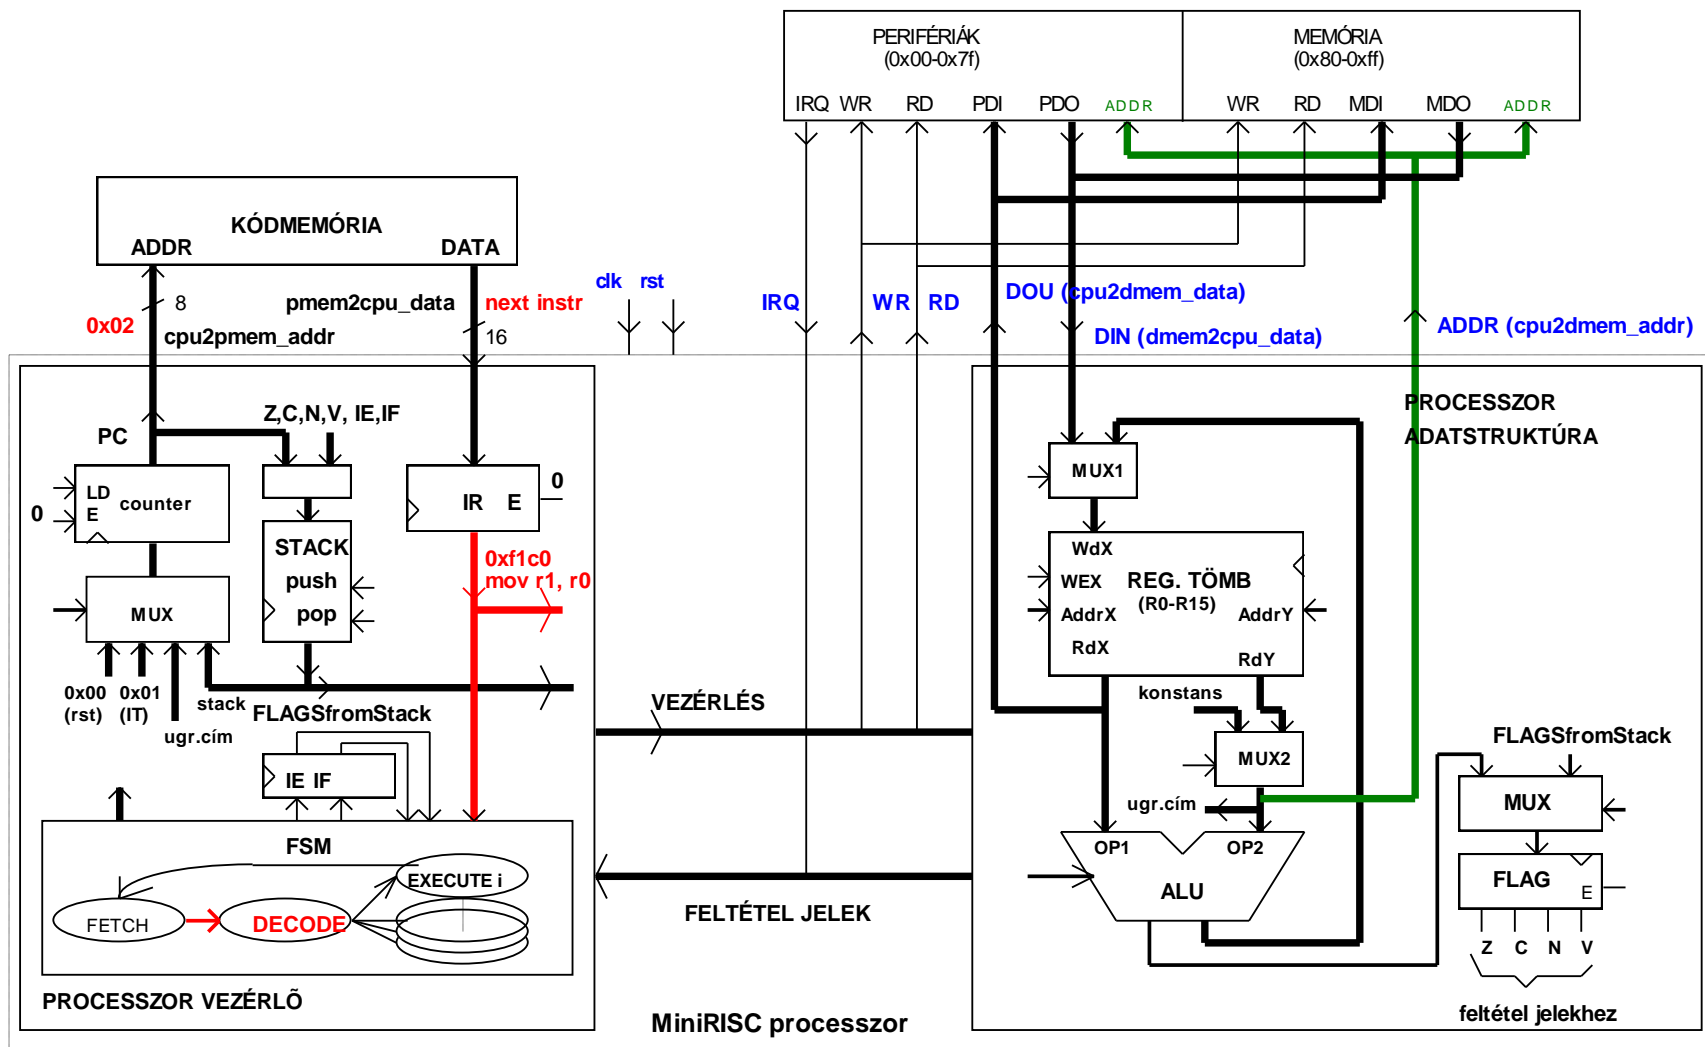 PERIFÉRIÁK
(0x00-0x7f)
MEMÓRIA
(0x80-0xff)
IRQ WR RD PDI PDO ADDR
WR RD MDI MDO ADDR
KÓDMEMÓRIA
ADDR DATA
clk rst
8
pmem2cpu_data
next instr
0x02
cpu2pmem_addr
16
IRQ
WR RD
DOU (cpu2dmem_data)
DIN (dmem2cpu_data)
ADDR (cpu2dmem_addr)
PC
Z,C,N,V, IE,IF
PROCESSZOR
ADATSTRUKTÚRA
LD
E
counter
0
IR E
0
MUX1
STACK
push
pop
0xf1c0
mov r1, r0
MUX
WdX
WEX
REG. TÖMB
(R0-R15)
AddrX
AddrY
RdX
RdY
0x00
(rst)
0x01
(IT)
ugr.cím
stack
FLAGSfromStack
VEZÉRLÉS
konstans
MUX2
FLAGSfromStack
IE IF
ugr.cím
MUX
FSM
OP1 OP2
ALU
FLAG
E
EXECUTE i
FETCH
DECODE
FELTÉTEL JELEK
Z C N V
PROCESSZOR VEZÉRLÕ
MiniRISC processzor
feltétel jelekhez